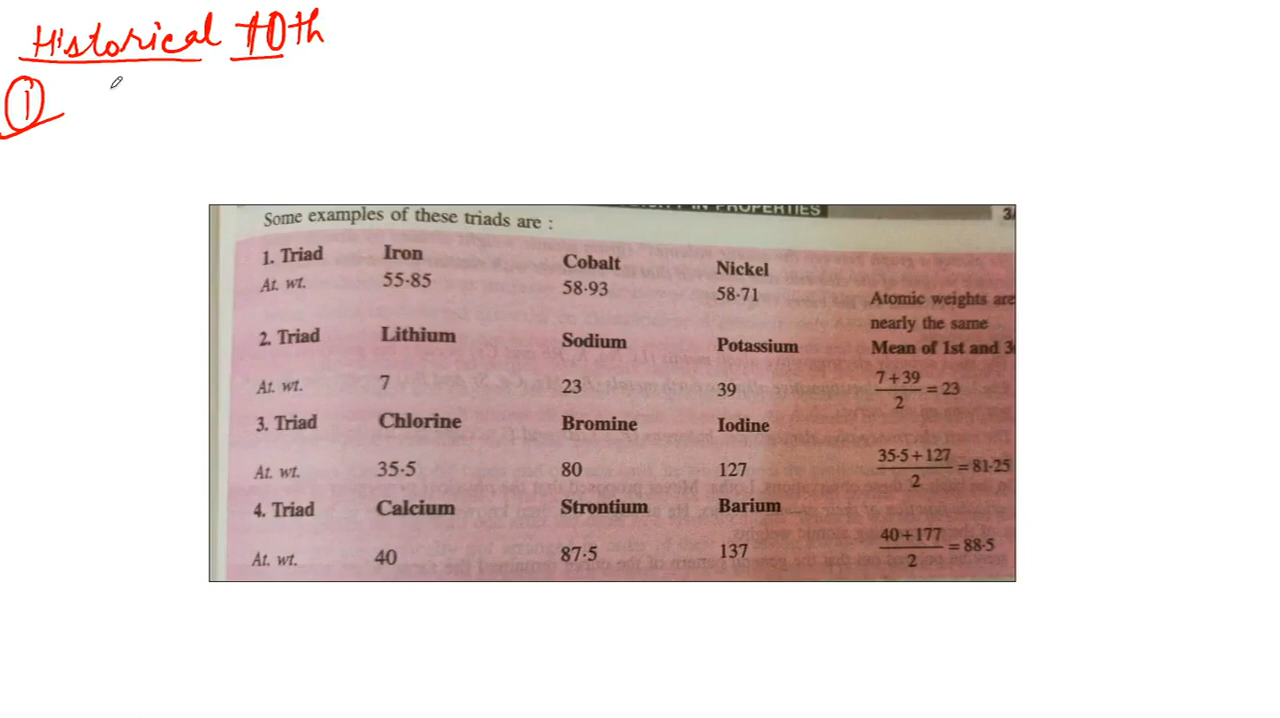 Historical 10th
1
PROPERTIES
Some examples of these triads are :
1. Triad Iron Cobalt Nickel
At. wt. 55·85 58·93 58·71 Atomic weights are
nearly the same
2. Triad Lithium Sodium Potassium Mean of 1st and 3
At. wt. 7 23 39 7 + 39 / 2 = 23
3. Triad Chlorine Bromine Iodine
At. wt. 35·5 80 127 35·5 + 127 / 2 = 81·25
4. Triad Calcium Strontium Barium
At. wt. 40 87·5 137 40 + 177 / 2 = 88·5